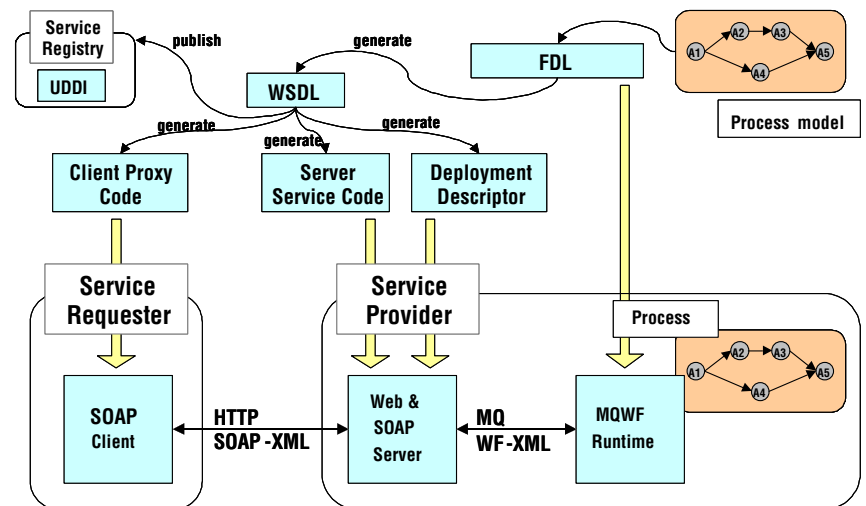 Service
Registry
UDDI
publish
generate
WSDL
FDL
A1
A2
A3
A4
A5
Process model
generate
generate
generate
Client Proxy
Code
Server
Service Code
Deployment
Descriptor
Service
Requester
Service
Provider
Process
A1
A2
A3
A4
A5
SOAP
Client
HTTP
SOAP-XML
Web &
SOAP
Server
MQ
WF-XML
MQWF
Runtime